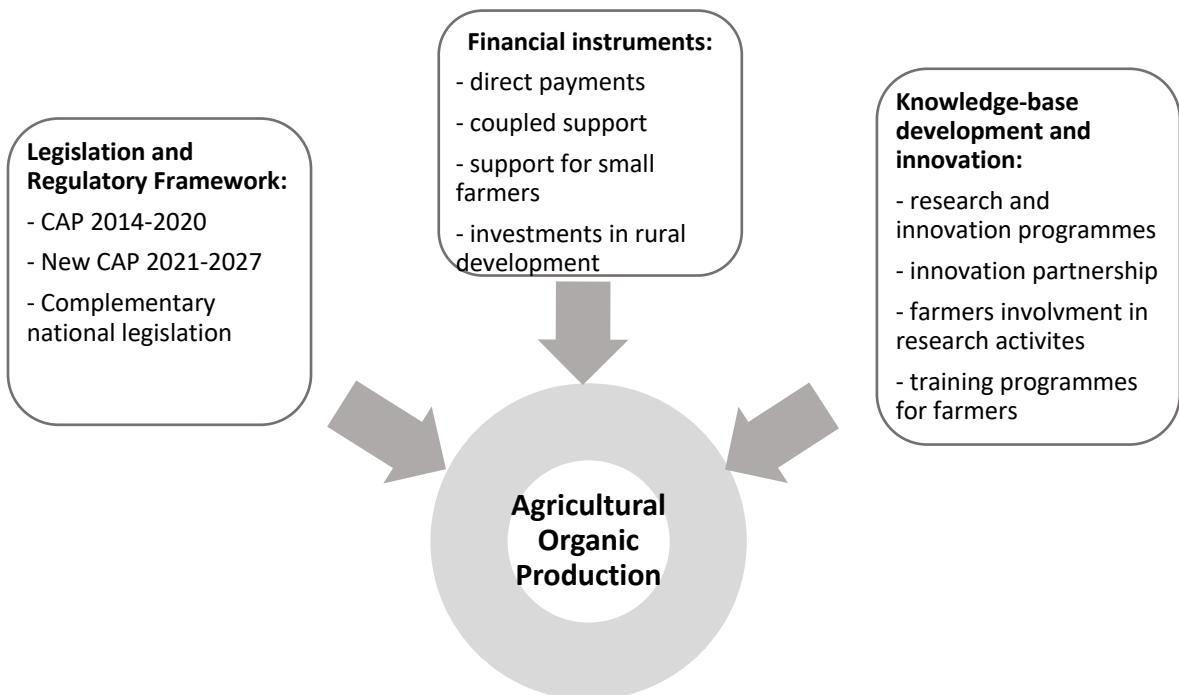 Legislation and
Regulatory Framework:
- CAP 2014-2020
- New CAP 2021-2027
- Complementary
national legislation
Financial instruments:
- direct payments
- coupled support
- support for small
farmers
- investments in rural
development
Knowledge-base
development and
innovation:
- research and
innovation programmes
- innovation partnership
- farmers involvment in
research activites
- training programmes
for farmers
Agricultural
Organic
Production